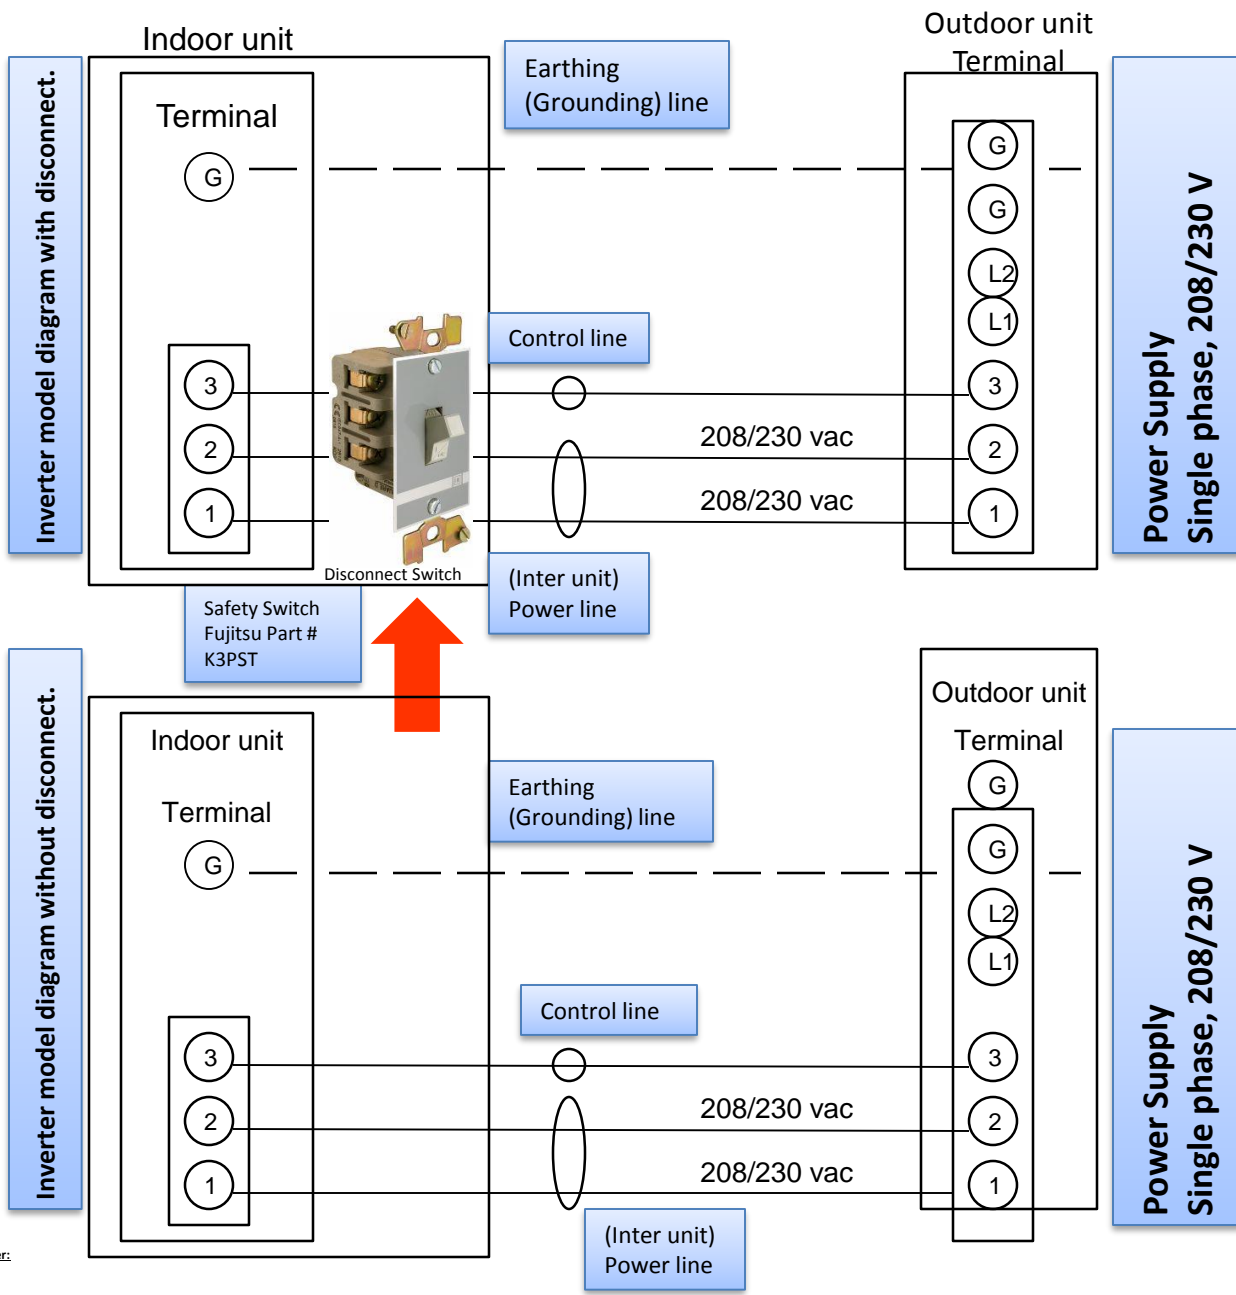 Indoor unit
Outdoor unit
Terminal
Inverter model diagram with disconnect.
Terminal
Earthing
(Grounding) line
G
G
G
L2
L1
Control line
3
3
2
208/230 vac
2
1
208/230 vac
1
Disconnect Switch
(Inter unit)
Power line
Power Supply
Single phase, 208/230 V
Safety Switch
Fujitsu Part #
K3PST
Inverter model diagram without disconnect.
Indoor unit
Terminal
Outdoor unit
Terminal
Earthing
(Grounding) line
G
G
G
L2
L1
Control line
3
3
2
208/230 vac
2
1
208/230 vac
1
(Inter unit)
Power line
Power Supply
Single phase, 208/230 V
er: